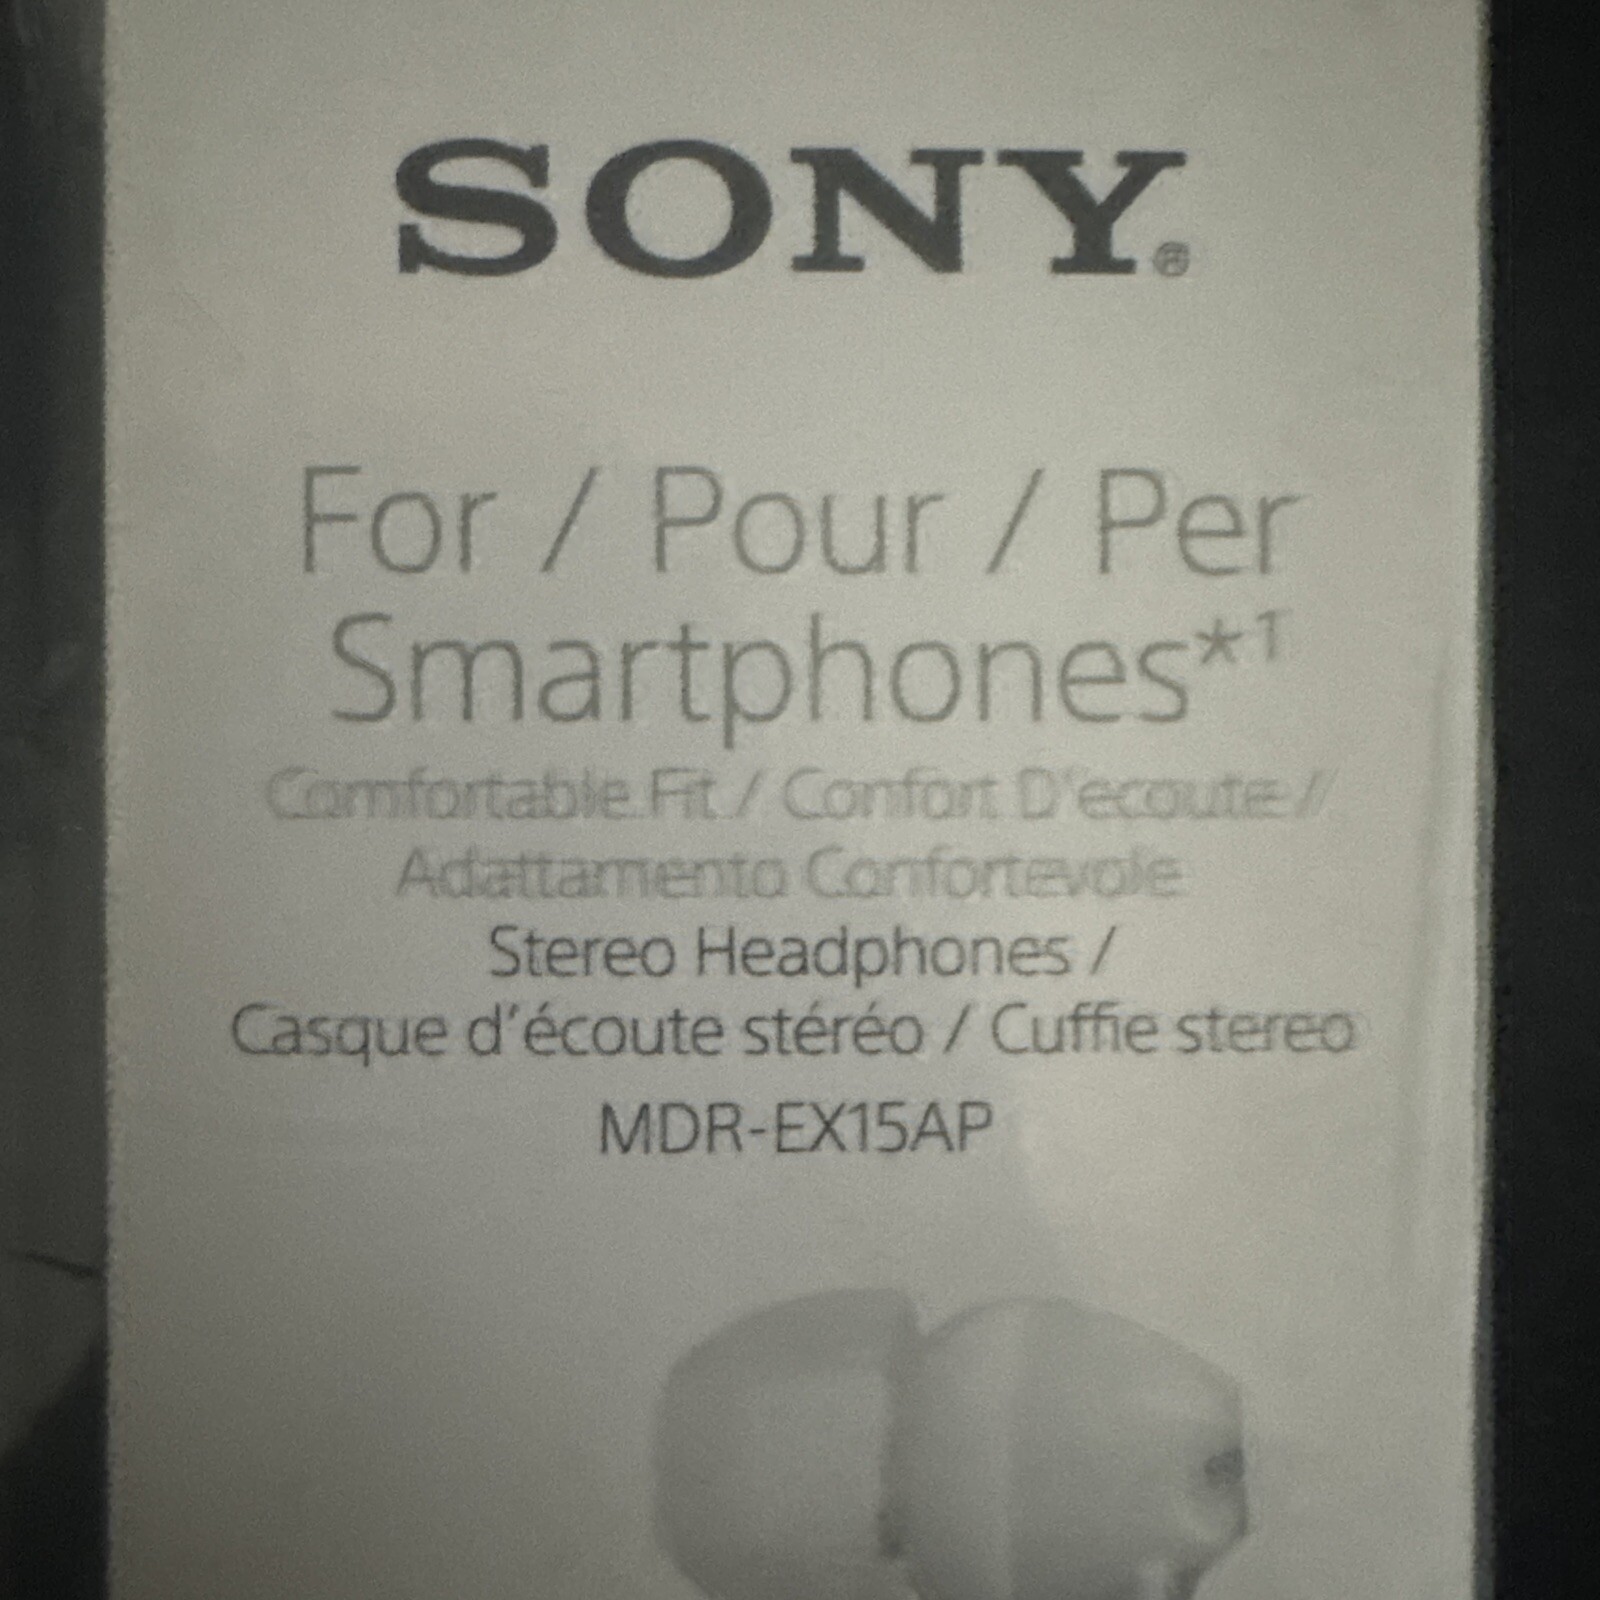 SONY®
For / Pour / Per
Smartphones*1
Comfortable Fit / Confort D'ecoute /
Adattamento Confortevole
Stereo Headphones /
Casque d'écoute stéréo / Cuffie stereo
MDR-EX15AP